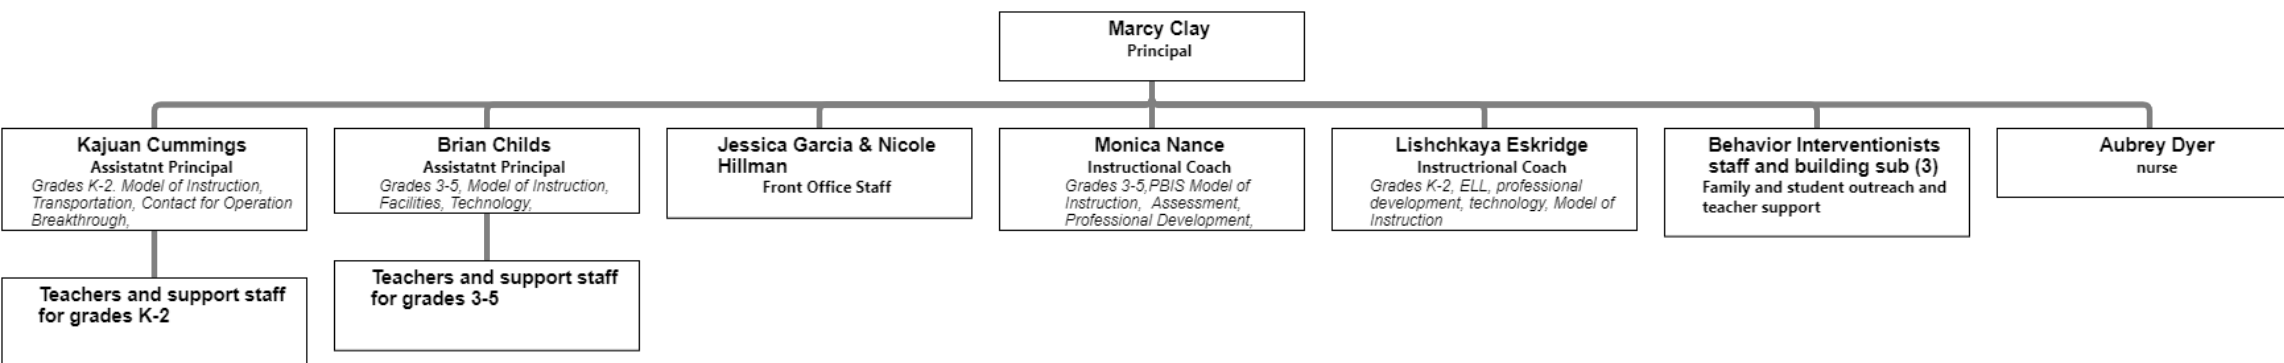 Marcy Clay
Principal
Kajuan Cummings
Assistatnt Principal
Grades K-2. Model of Instruction,
Transportation, Contact for Operation
Breakthrough,
Brian Childs
Assistatnt Principal
Grades 3-5, Model of Instruction,
Facilities, Technology,
Jessica Garcia & Nicole
Hillman
Front Office Staff
Monica Nance
Instructional Coach
Grades 3-5,PBIS Model of
Instruction, Assessment,
Professional Development,
Lishchkaya Eskridge
Instructrional Coach
Grades K-2, ELL, professional
development, technology, Model of
Instruction
Behavior Interventionists
staff and building sub (3)
Family and student outreach and
teacher support
Aubrey Dyer
nurse
Teachers and support staff
for grades K-2
Teachers and support staff
for grades 3-5